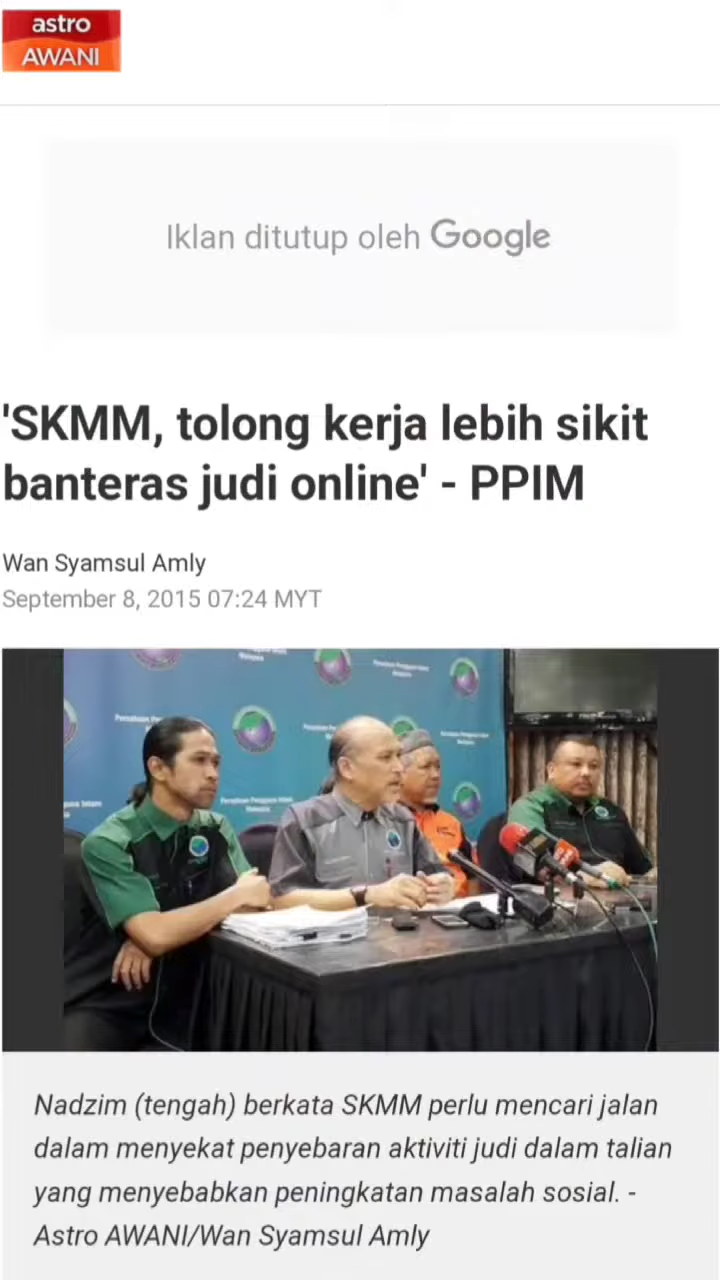 astro
AWANI
Iklan ditutup oleh Google
'SKMM, tolong kerja lebih sikit
banteras judi online' - PPIM
Wan Syamsul Amly
September 8, 2015 07:24 MYT
Nadzim (tengah) berkata SKMM perlu mencari jalan
dalam menyekat penyebaran aktiviti judi dalam talian
yang menyebabkan peningkatan masalah sosial. -
Astro AWANI/Wan Syamsul Amly